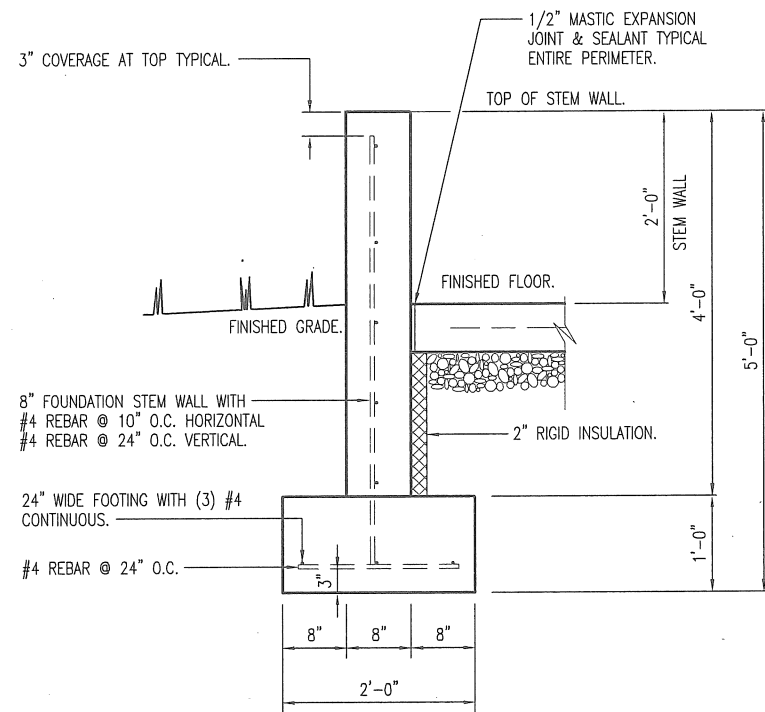 1/2" MASTIC EXPANSION
JOINT & SEALANT TYPICAL
ENTIRE PERIMETER.
3" COVERAGE AT TOP TYPICAL.
TOP OF STEM WALL.
2'-0"
STEM WALL
4'-0"
5'-0"
FINISHED FLOOR.
FINISHED GRADE.
8" FOUNDATION STEM WALL WITH
#4 REBAR @ 10" O.C. HORIZONTAL
#4 REBAR @ 24" O.C. VERTICAL.
2" RIGID INSULATION.
24" WIDE FOOTING WITH (3) #4
CONTINUOUS.
#4 REBAR @ 24" O.C.
3"
1'-0"
8"
8"
8"
2'-0"